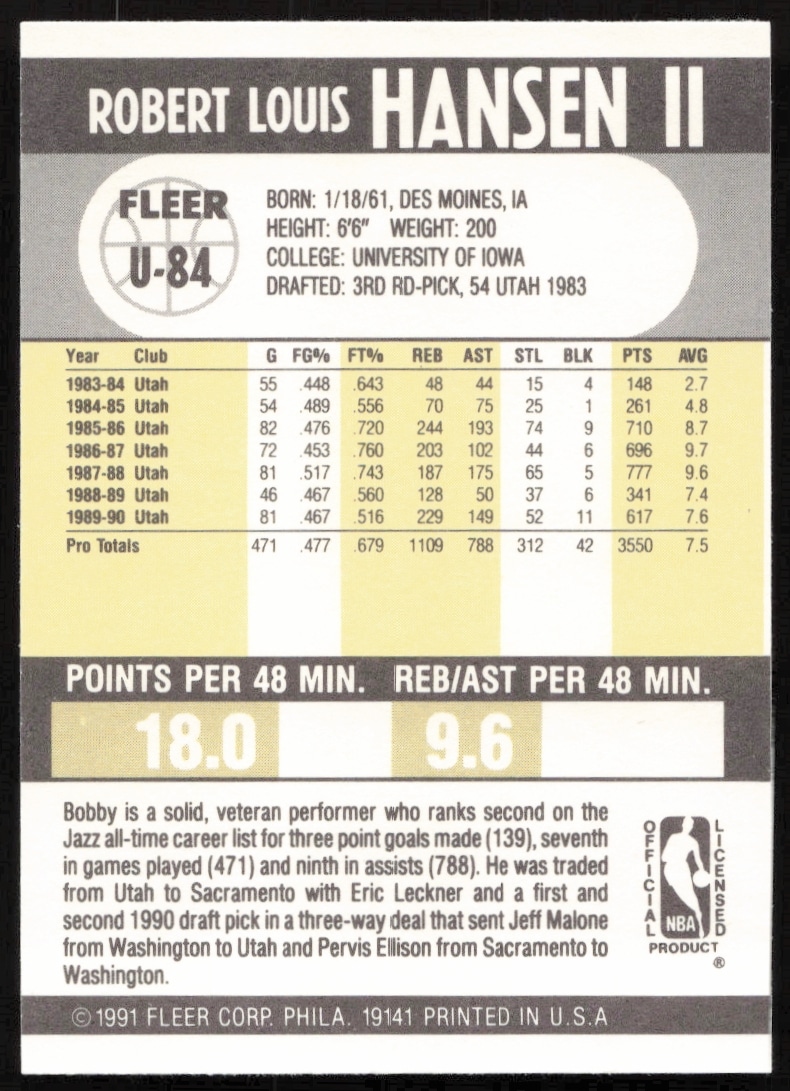 ROBERT LOUIS HANSEN II
FLEER
U-84
BORN: 1/18/61, DES MOINES, IA
HEIGHT: 6'6" WEIGHT: 200
COLLEGE: UNIVERSITY OF IOWA
DRAFTED: 3RD RD-PICK, 54 UTAH 1983
Year Club G FG% FT% REB AST STL BLK PTS AVG
1983-84 Utah 55 .448 .643 48 44 15 4 148 2.7
1984-85 Utah 54 .489 .556 70 75 25 1 261 4.8
1985-86 Utah 82 .476 .720 244 193 74 9 710 8.7
1986-87 Utah 72 .453 .760 203 102 44 6 696 9.7
1987-88 Utah 81 .517 .743 187 175 65 5 777 9.6
1988-89 Utah 46 .467 .560 128 50 37 6 341 7.4
1989-90 Utah 81 .467 .516 229 149 52 11 617 7.6
Pro Totals 471 .477 .679 1109 788 312 42 3550 7.5
POINTS PER 48 MIN. REB/AST PER 48 MIN.
18.0 9.6
Bobby is a solid, veteran performer who ranks second on the
Jazz all-time career list for three point goals made (139), seventh
in games played (471) and ninth in assists (788). He was traded
from Utah to Sacramento with Eric Leckner and a first and
second 1990 draft pick in a three-way deal that sent Jeff Malone
from Washington to Utah and Pervis Ellison from Sacramento to
Washington.
OFFICIAL
LICENSED
NBA
PRODUCT
®
© 1991 FLEER CORP. PHILA. 19141 PRINTED IN U.S.A